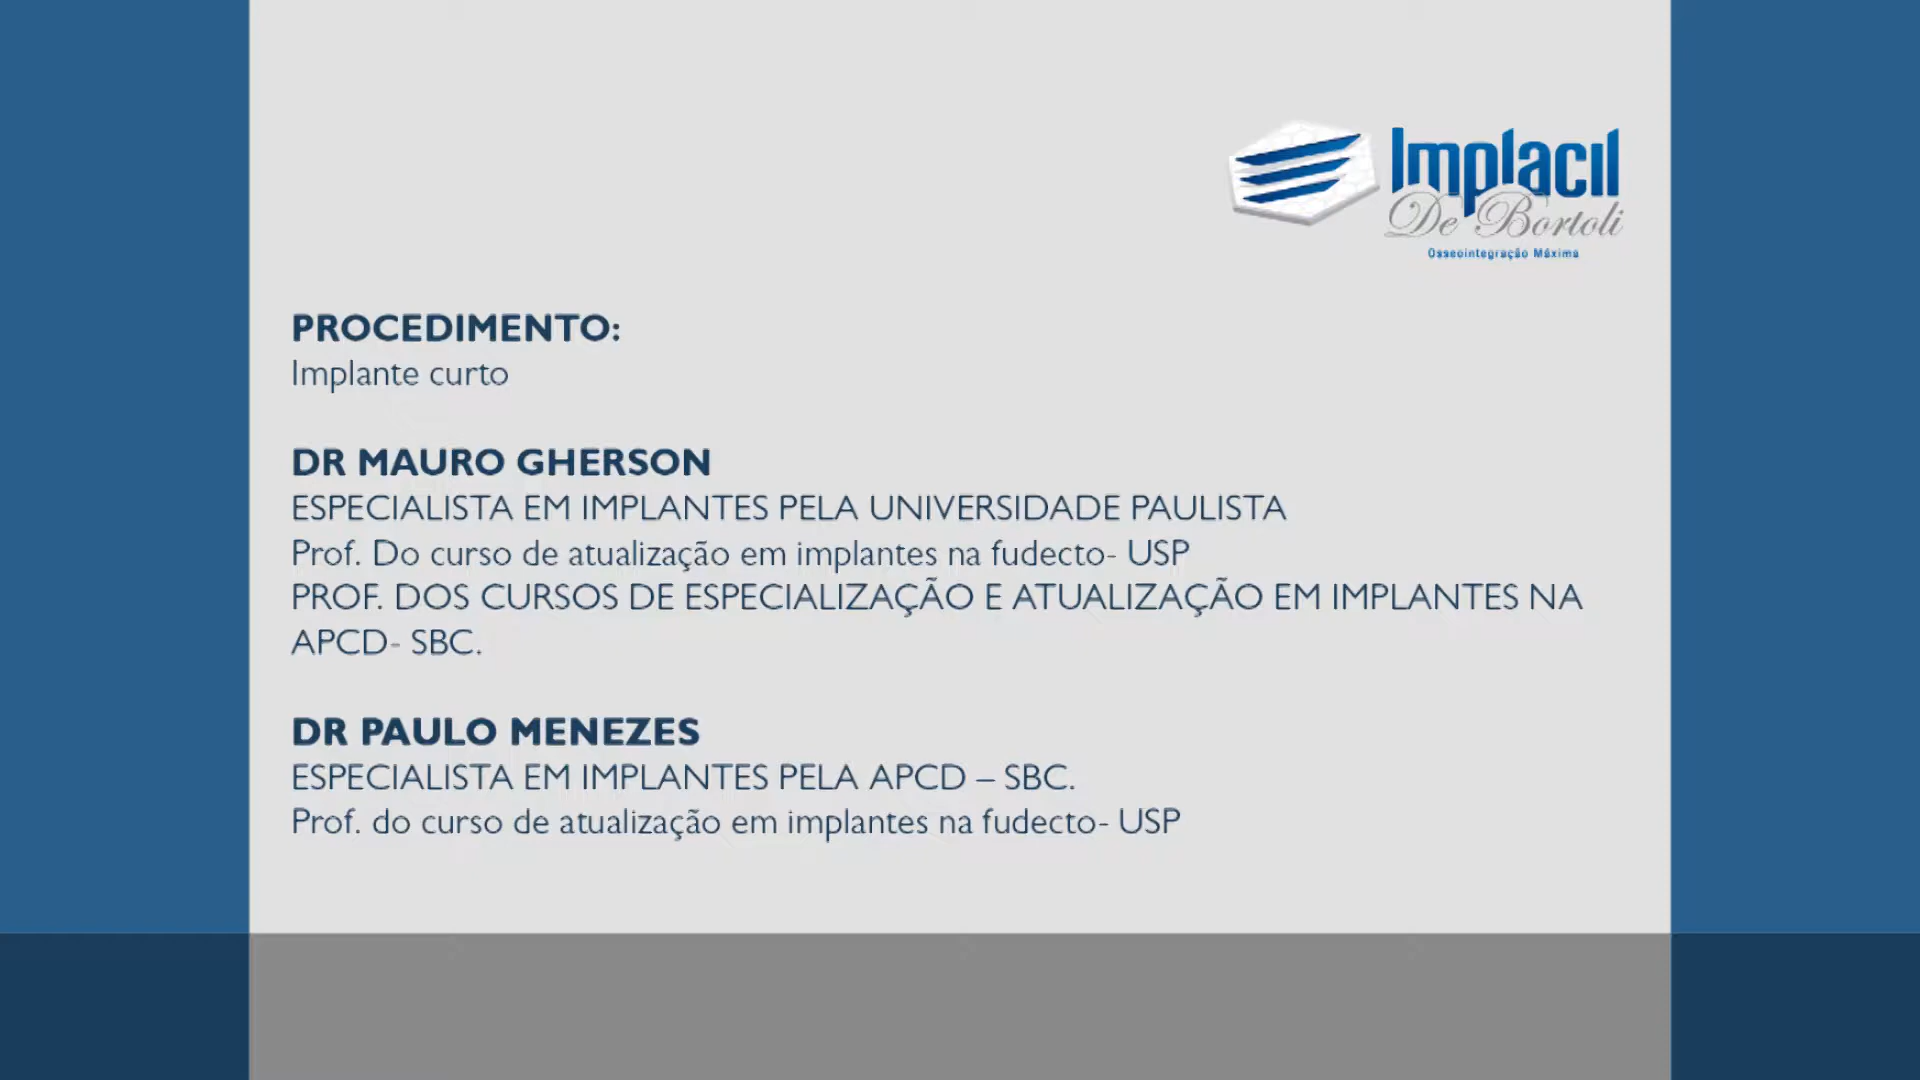 Implacil
De Bortoli
Osseointegração Máxima
PROCEDIMENTO:
Implante curto
DR MAURO GHERSON
ESPECIALISTA EM IMPLANTES PELA UNIVERSIDADE PAULISTA
Prof. Do curso de atualização em implantes na fudecto- USP
PROF. DOS CURSOS DE ESPECIALIZAÇÃO E ATUALIZAÇÃO EM IMPLANTES NA
APCD- SBC.
DR PAULO MENEZES
ESPECIALISTA EM IMPLANTES PELA APCD – SBC.
Prof. do curso de atualização em implantes na fudecto- USP